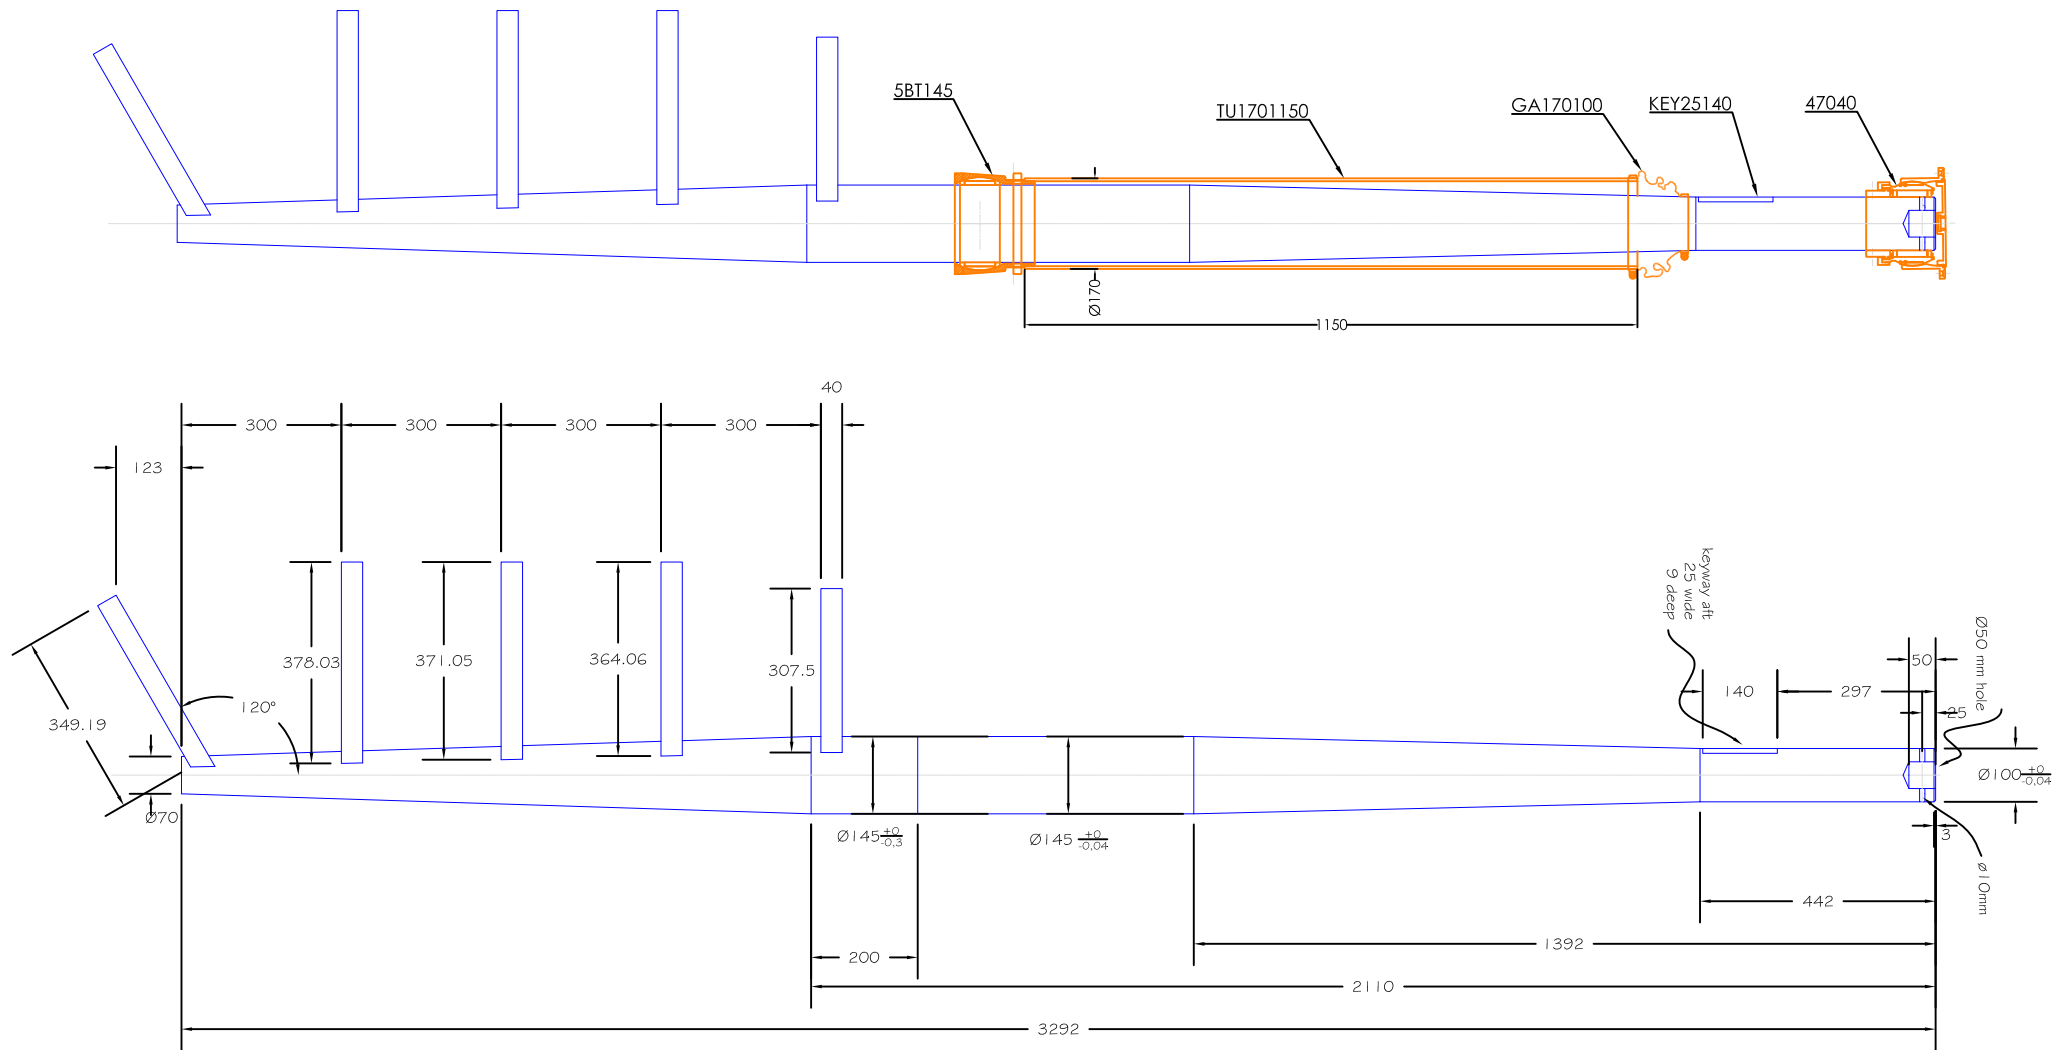 5BT145
TU1701150
GA170100
KEY25140
47040
Ø170
1150
40
300
300
300
300
123
keyway aft
25 wide
9 deep
Ø50 mm hole
378.03
371.05
364.06
307.5
50
140
297
25
120°
349.19
Ø100 +0
-0,04
Ø70
Ø145 +0
-0,3
Ø145 +0
-0,04
3
ø10mm
442
1392
200
2110
3292